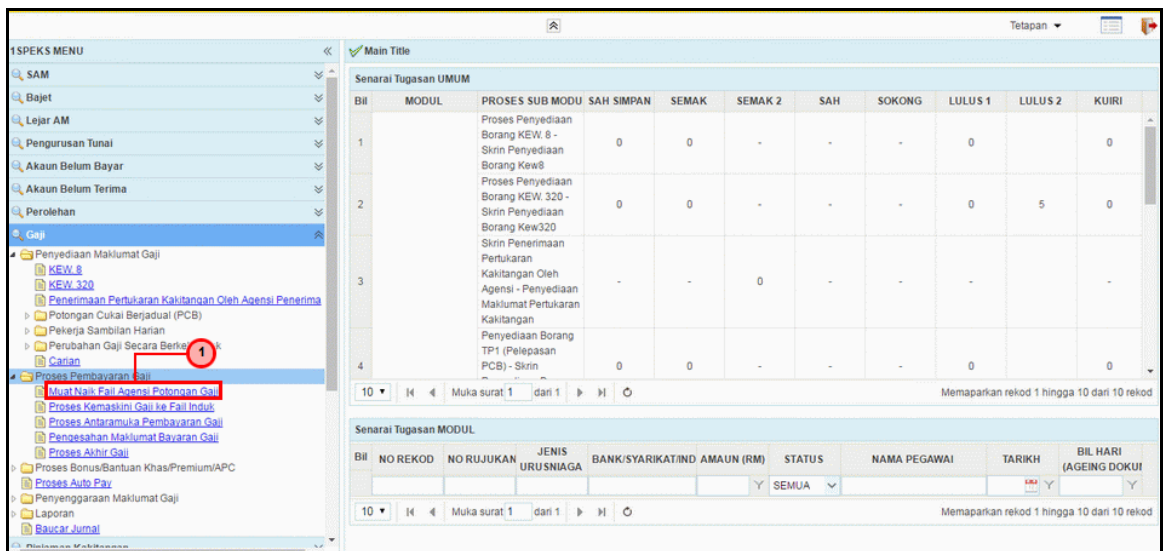 Tetapan
1SPEKS MENU
SAM
Bajet
Lejar AM
Pengurusan Tunai
Akaun Belum Bayar
Akaun Belum Terima
Perolehan
Gaji
Penyediaan Maklumat Gaji
KEW. 8
KEW. 320
Penerimaan Pertukaran Kakitangan Oleh Agensi Penerima
Potongan Cukai Berjadual (PCB)
Pekerja Sambilan Harian
Perubahan Gaji Secara Berke k
1
Carian
Proses Pembayaran Gaji
Muat Naik Fail Agensi Potongan Gaji
Proses Kemaskini Gaji ke Fail Induk
Proses Antaramuka Pembayaran Gaji
Pengesahan Maklumat Bayaran Gaji
Proses Akhir Gaji
Proses Bonus/Bantuan Khas/Premium/APC
Proses Auto Pay
Penyenggaraan Maklumat Gaji
Laporan
Baucar Jurnal
Main Title
Senarai Tugasan UMUM
Bil MODUL PROSES SUB MODU SAH SIMPAN SEMAK SEMAK 2 SAH SOKONG LULUS 1 LULUS 2 KUIRI
Proses Penyediaan
Borang KEW. 8 -
1 0 0 - - - 0 0
Skrin Penyediaan
Borang Kew8
Proses Penyediaan
Borang KEW. 320 -
2 0 0 - - - 0 5 0
Skrin Penyediaan
Borang Kew320
Skrin Penerimaan
Pertukaran
Kakitangan Oleh
3 - - 0 - - - -
Agensi - Penyediaan
Maklumat Pertukaran
Kakitangan
Penyediaan Borang
TP1 (Pelepasan
4 PCB) - Skrin 0 0 - - - 0 0
10 Muka surat 1 dari 1 Memaparkan rekod 1 hingga 10 dari 10 rekod
Senarai Tugasan MODUL
Bil NO REKOD NO RUJUKAN JENIS URUSNIAGA BANK/SYARIKAT/IND AMAUN (RM) STATUS NAMA PEGAWAI TARIKH BIL HARI (AGEING DOKUI
SEMUA
10 Muka surat 1 dari 1 Memaparkan rekod 1 hingga 10 dari 10 rekod